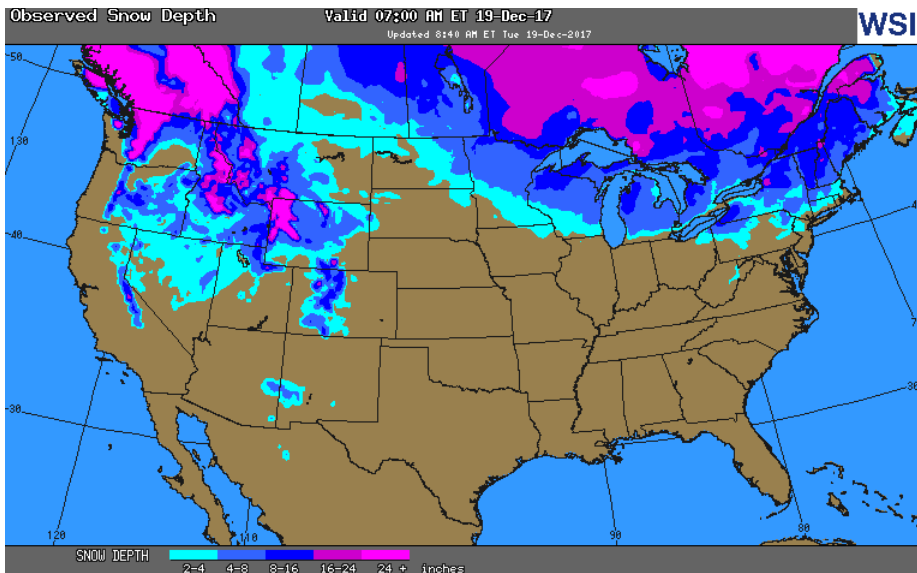 Observed Snow Depth
Valid 07:00 AM ET 19-Dec-17
WSI
Updated 8:40 AM ET Tue 19-Dec-2017
50
130
40
30
30
120
110
90
80
SNOW DEPTH
2-4 4-8 8-16 16-24 24 + inches